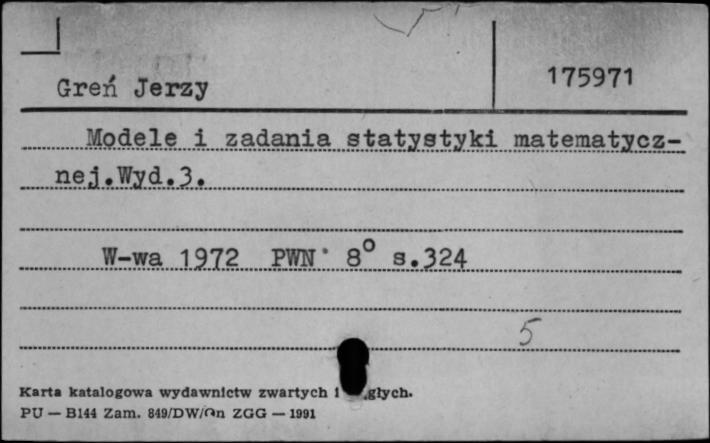 Greń Jerzy
175971
Modele i zadania statystyki matematycz-
nej.Wyd.3.
W-wa 1972 PWN 8° s.324
5
Karta katalogowa wydawnictw zwartych i
PU — B144 Zam. 849/DW/On ZGG — 1991